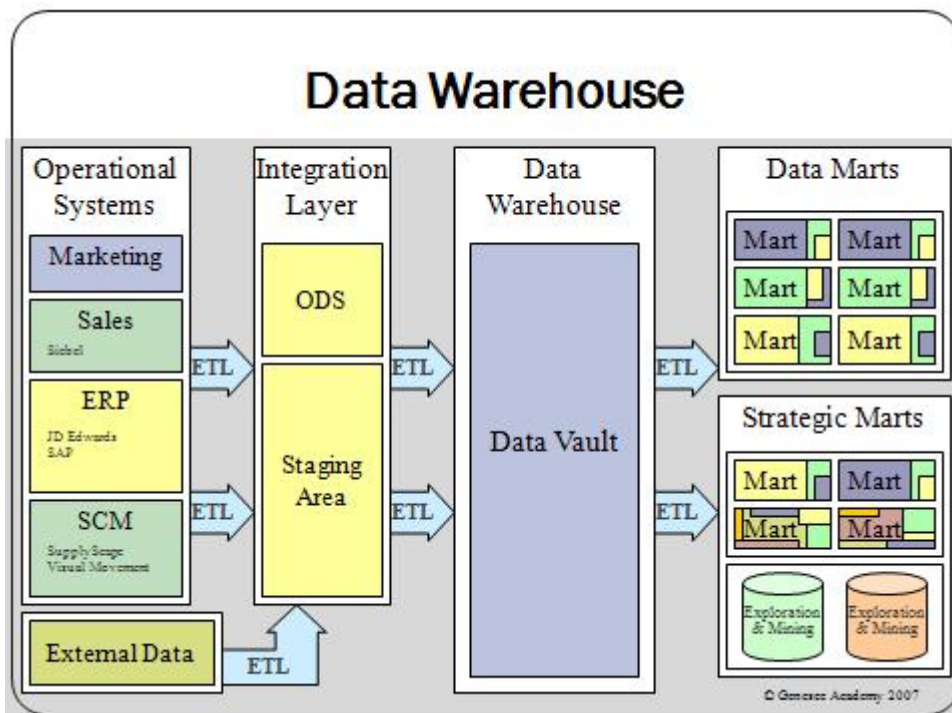 Data Warehouse
Operational
Systems
Marketing
Sales
Siebel
ERP
JD Edwards
SAP
SCM
SupplyScape
Visual Movement
External Data
ETL
ETL
ETL
Integration
Layer
ODS
Staging
Area
ETL
ETL
Data
Warehouse
Data Vault
ETL
ETL
Data Marts
Mart
Mart
Mart
Mart
Mart
Mart
Strategic Marts
Mart
Mart
Mart
Mart
Exploration
& Mining
Exploration
& Mining
© Genesee Academy 2007